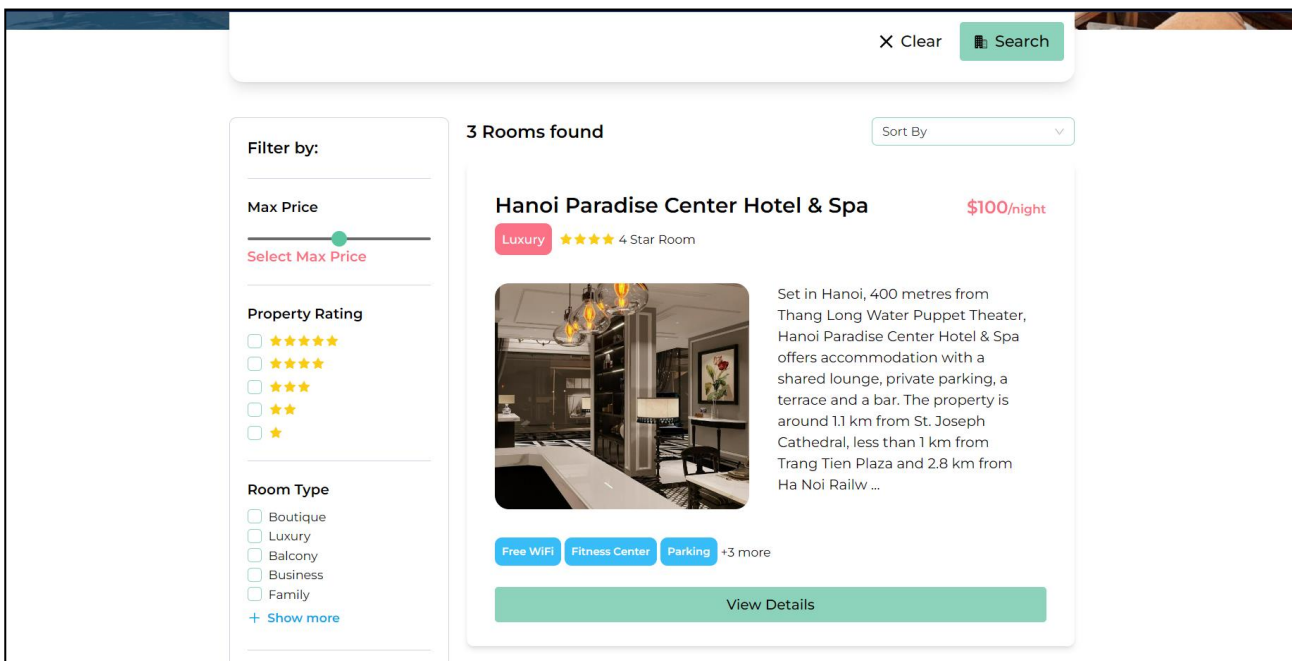 Clear
Search
Filter by:
Max Price
Select Max Price
Property Rating
Room Type
Boutique
Luxury
Balcony
Business
Family
+ Show more
3 Rooms found
Sort By
Hanoi Paradise Center Hotel & Spa
$100/night
Luxury
4 Star Room
Set in Hanoi, 400 metres from
Thang Long Water Puppet Theater,
Hanoi Paradise Center Hotel & Spa
offers accommodation with a
shared lounge, private parking, a
terrace and a bar. The property is
around 1.1 km from St. Joseph
Cathedral, less than 1 km from
Trang Tien Plaza and 2.8 km from
Ha Noi Railw ...
Free WiFi
Fitness Center
Parking
+3 more
View Details